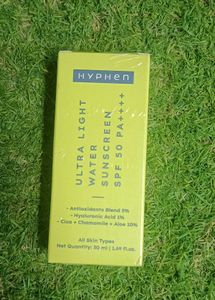 HYPHEN
ULTRA LIGHT
WATER
SUNSCREEN
SPF 50 PA++++
• Antioxidants Blend 5%
• Hyaluronic Acid 1%
• Cica + Chamomile + Aloe 10%
All Skin Types
Net Quantity: 50 ml | 1.69 fl.oz.